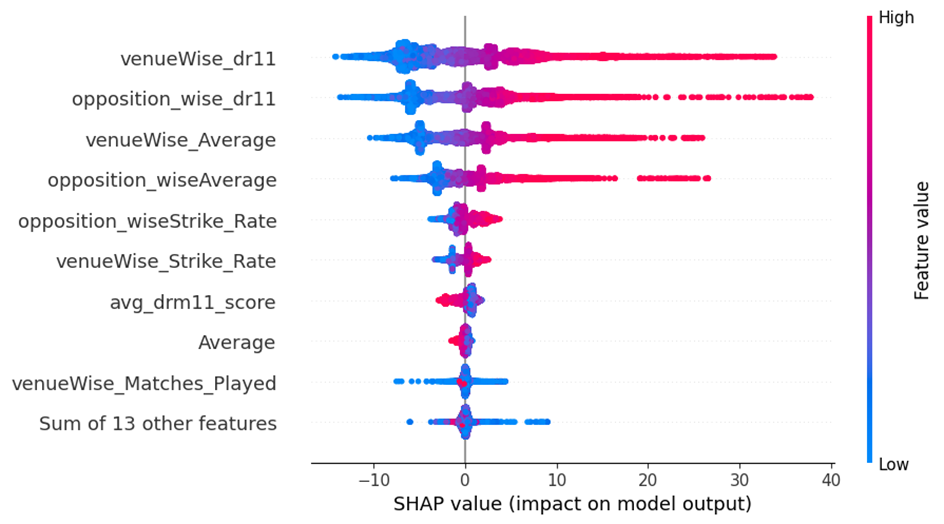 High
venueWise_dr11
opposition_wise_dr11
venueWise_Average
opposition_wiseAverage
opposition_wiseStrike_Rate
venueWise_Strike_Rate
avg_drm11_score
Average
venueWise_Matches_Played
Sum of 13 other features
Feature value
Low
−10 0 10 20 30 40
SHAP value (impact on model output)